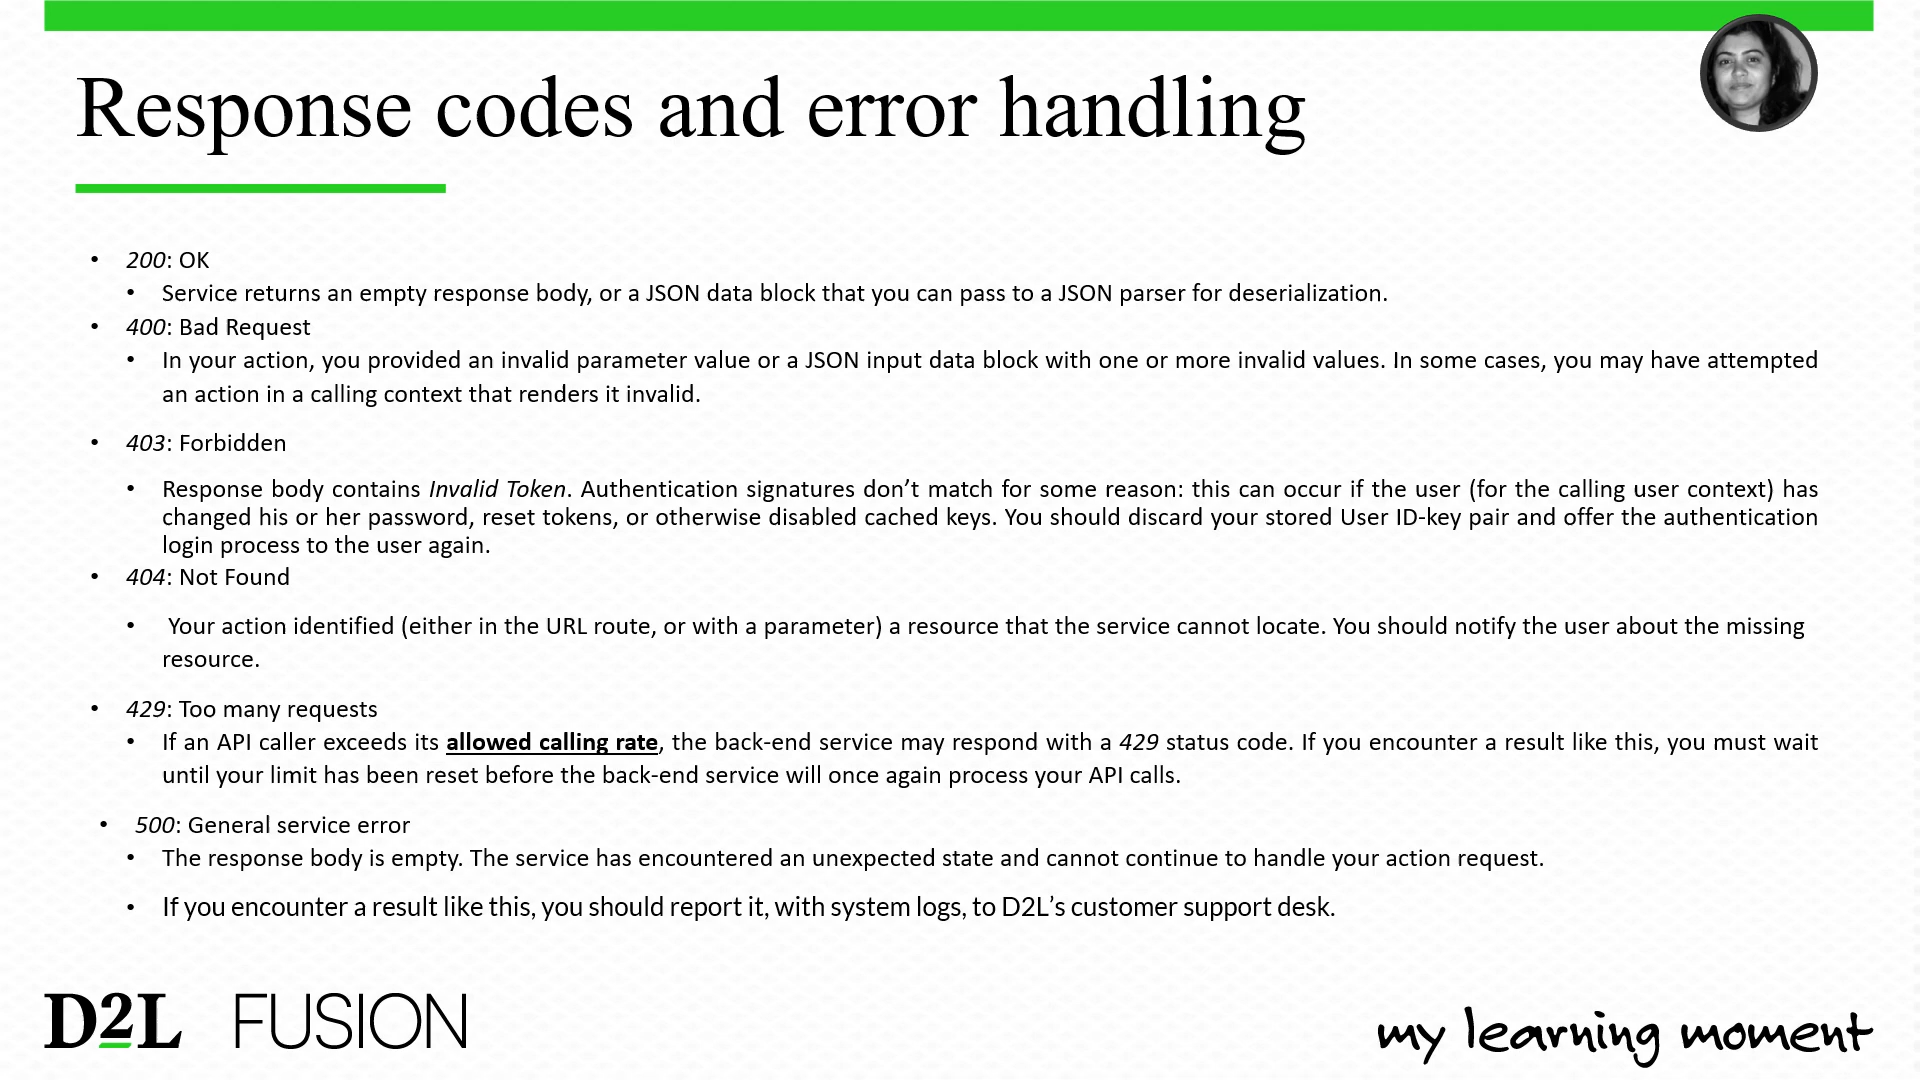 Response codes and error handling
• 200: OK
• Service returns an empty response body, or a JSON data block that you can pass to a JSON parser for deserialization.
• 400: Bad Request
• In your action, you provided an invalid parameter value or a JSON input data block with one or more invalid values. In some cases, you may have attempted
an action in a calling context that renders it invalid.
• 403: Forbidden
• Response body contains Invalid Token. Authentication signatures don’t match for some reason: this can occur if the user (for the calling user context) has
changed his or her password, reset tokens, or otherwise disabled cached keys. You should discard your stored User ID-key pair and offer the authentication
login process to the user again.
• 404: Not Found
• Your action identified (either in the URL route, or with a parameter) a resource that the service cannot locate. You should notify the user about the missing
resource.
• 429: Too many requests
• If an API caller exceeds its allowed calling rate, the back-end service may respond with a 429 status code. If you encounter a result like this, you must wait
until your limit has been reset before the back-end service will once again process your API calls.
• 500: General service error
• The response body is empty. The service has encountered an unexpected state and cannot continue to handle your action request.
• If you encounter a result like this, you should report it, with system logs, to D2L’s customer support desk.
D2L FUSION
my learning moment